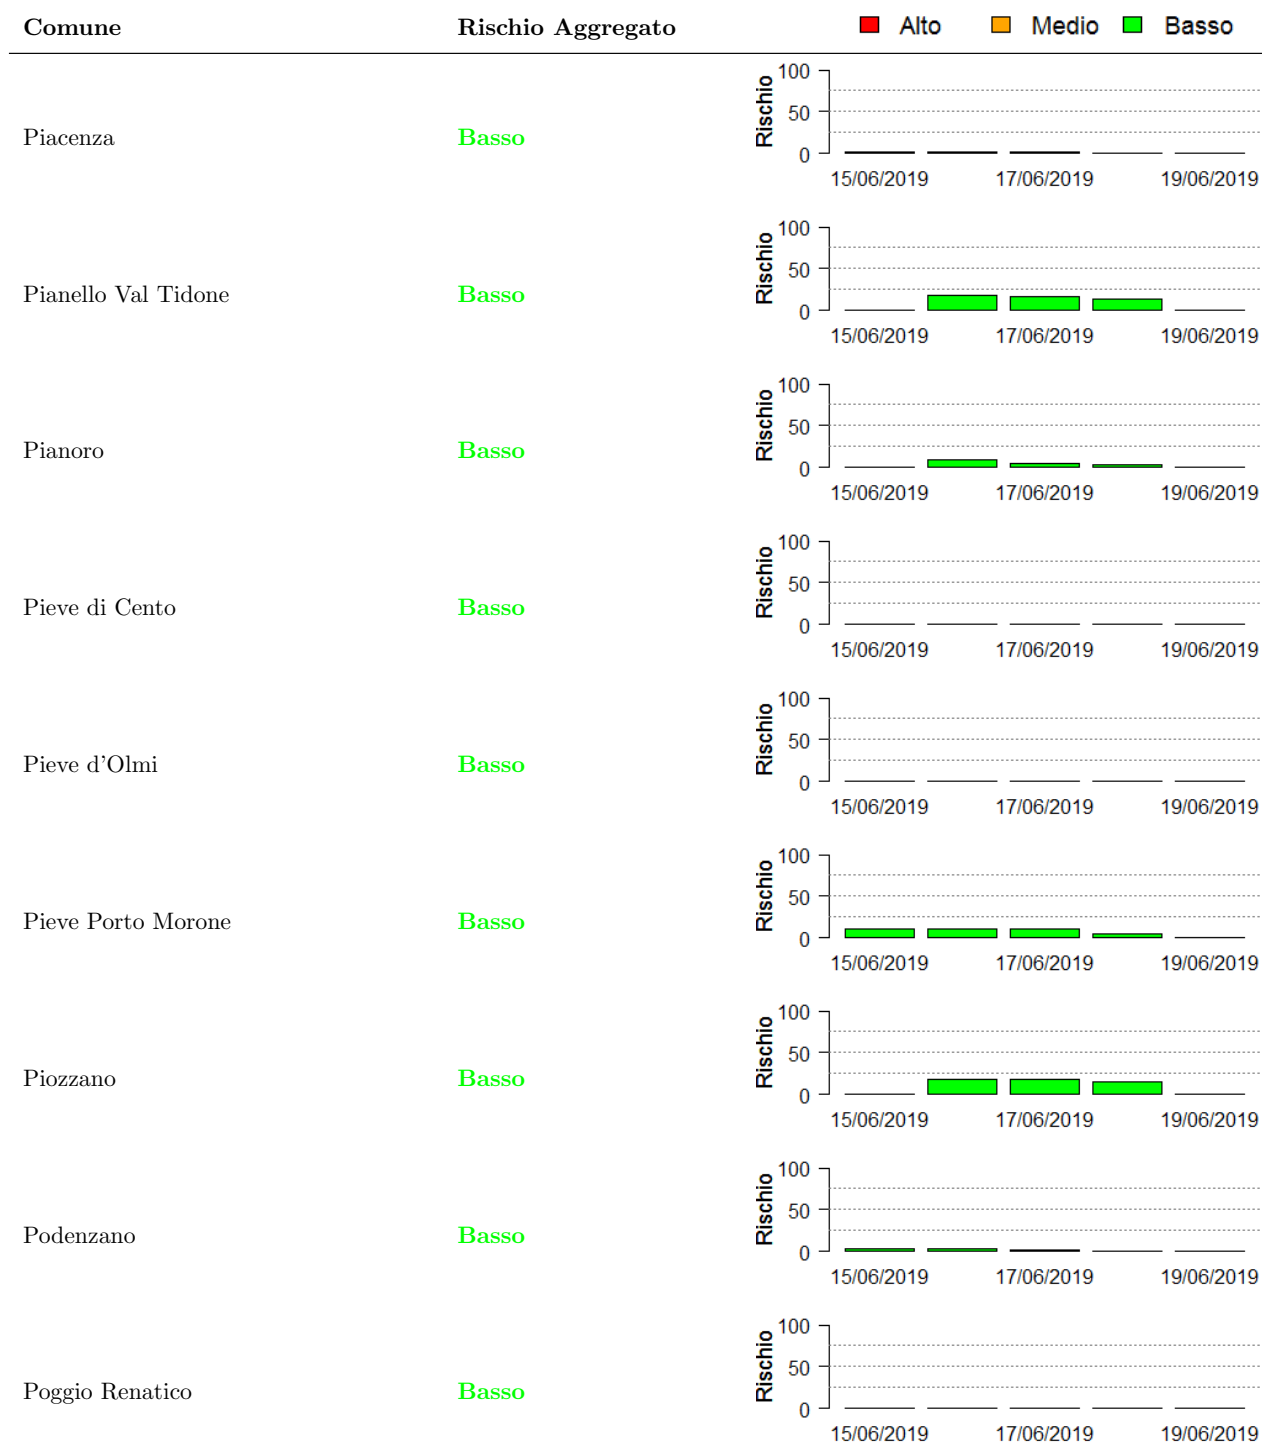 Comune Rischio Aggregato Alto Medio Basso
Piacenza Basso Rischio 100 50 0
15/06/2019 17/06/2019 19/06/2019
Pianello Val Tidone Basso Rischio 100 50 0
15/06/2019 17/06/2019 19/06/2019
Pianoro Basso Rischio 100 50 0
15/06/2019 17/06/2019 19/06/2019
Pieve di Cento Basso Rischio 100 50 0
15/06/2019 17/06/2019 19/06/2019
Pieve d'Olmi Basso Rischio 100 50 0
15/06/2019 17/06/2019 19/06/2019
Pieve Porto Morone Basso Rischio 100 50 0
15/06/2019 17/06/2019 19/06/2019
Piozzano Basso Rischio 100 50 0
15/06/2019 17/06/2019 19/06/2019
Podenzano Basso Rischio 100 50 0
15/06/2019 17/06/2019 19/06/2019
Poggio Renatico Basso Rischio 100 50 0
15/06/2019 17/06/2019 19/06/2019